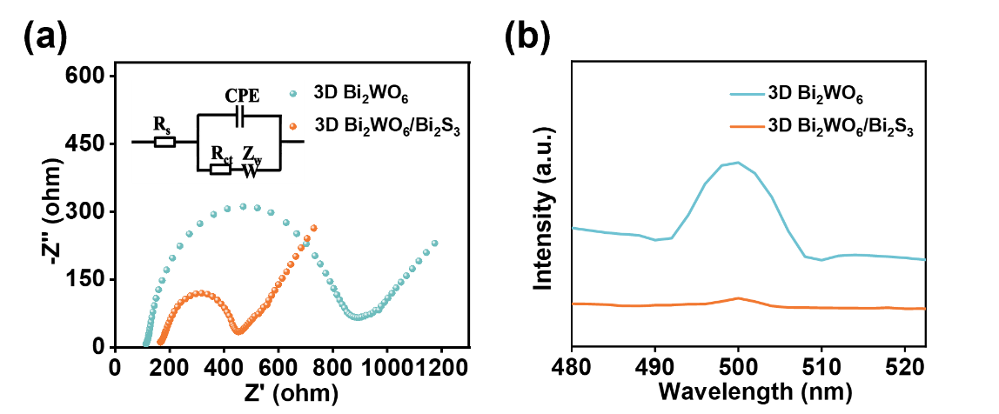 (a)
600
450
300
150
0
-Z'' (ohm)
CPE
Rs
Rct
Zw
W
3D Bi₂WO₆
3D Bi₂WO₆/Bi₂S₃
0 200 400 600 800 1000 1200
Z' (ohm)
(b)
3D Bi₂WO₆
3D Bi₂WO₆/Bi₂S₃
Intensity (a.u.)
480 490 500 510 520
Wavelength (nm)